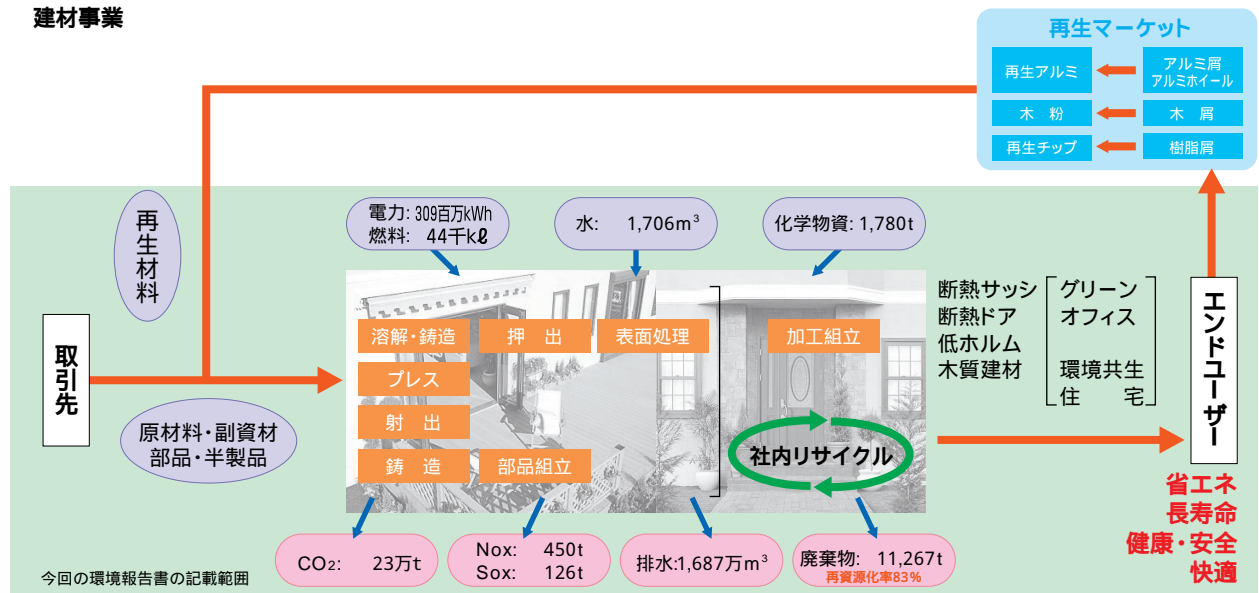 建材事業
再生マーケット
再生アルミ
アルミ屑
アルミホイール
木 粉
木 屑
再生チップ
樹脂屑
再生材料
電力: 309百万kWh
燃料: 44千kℓ
水: 1,706m³
化学物資: 1,780t
取引先
原材料・副資材
部品・半製品
溶解・鋳造
押 出
表面処理
加工組立
プレス
射 出
鋳 造
部品組立
社内リサイクル
断熱サッシ
断熱ドア
低ホルム
木質建材
グリーン
オフィス
環境共生
住 宅
エンドユーザー
省エネ
長寿命
健康・安全
快適
CO₂: 23万t
Nox: 450t
Sox: 126t
排水:1,687万m³
廃棄物: 11,267t
再資源化率83%
今回の環境報告書の記載範囲